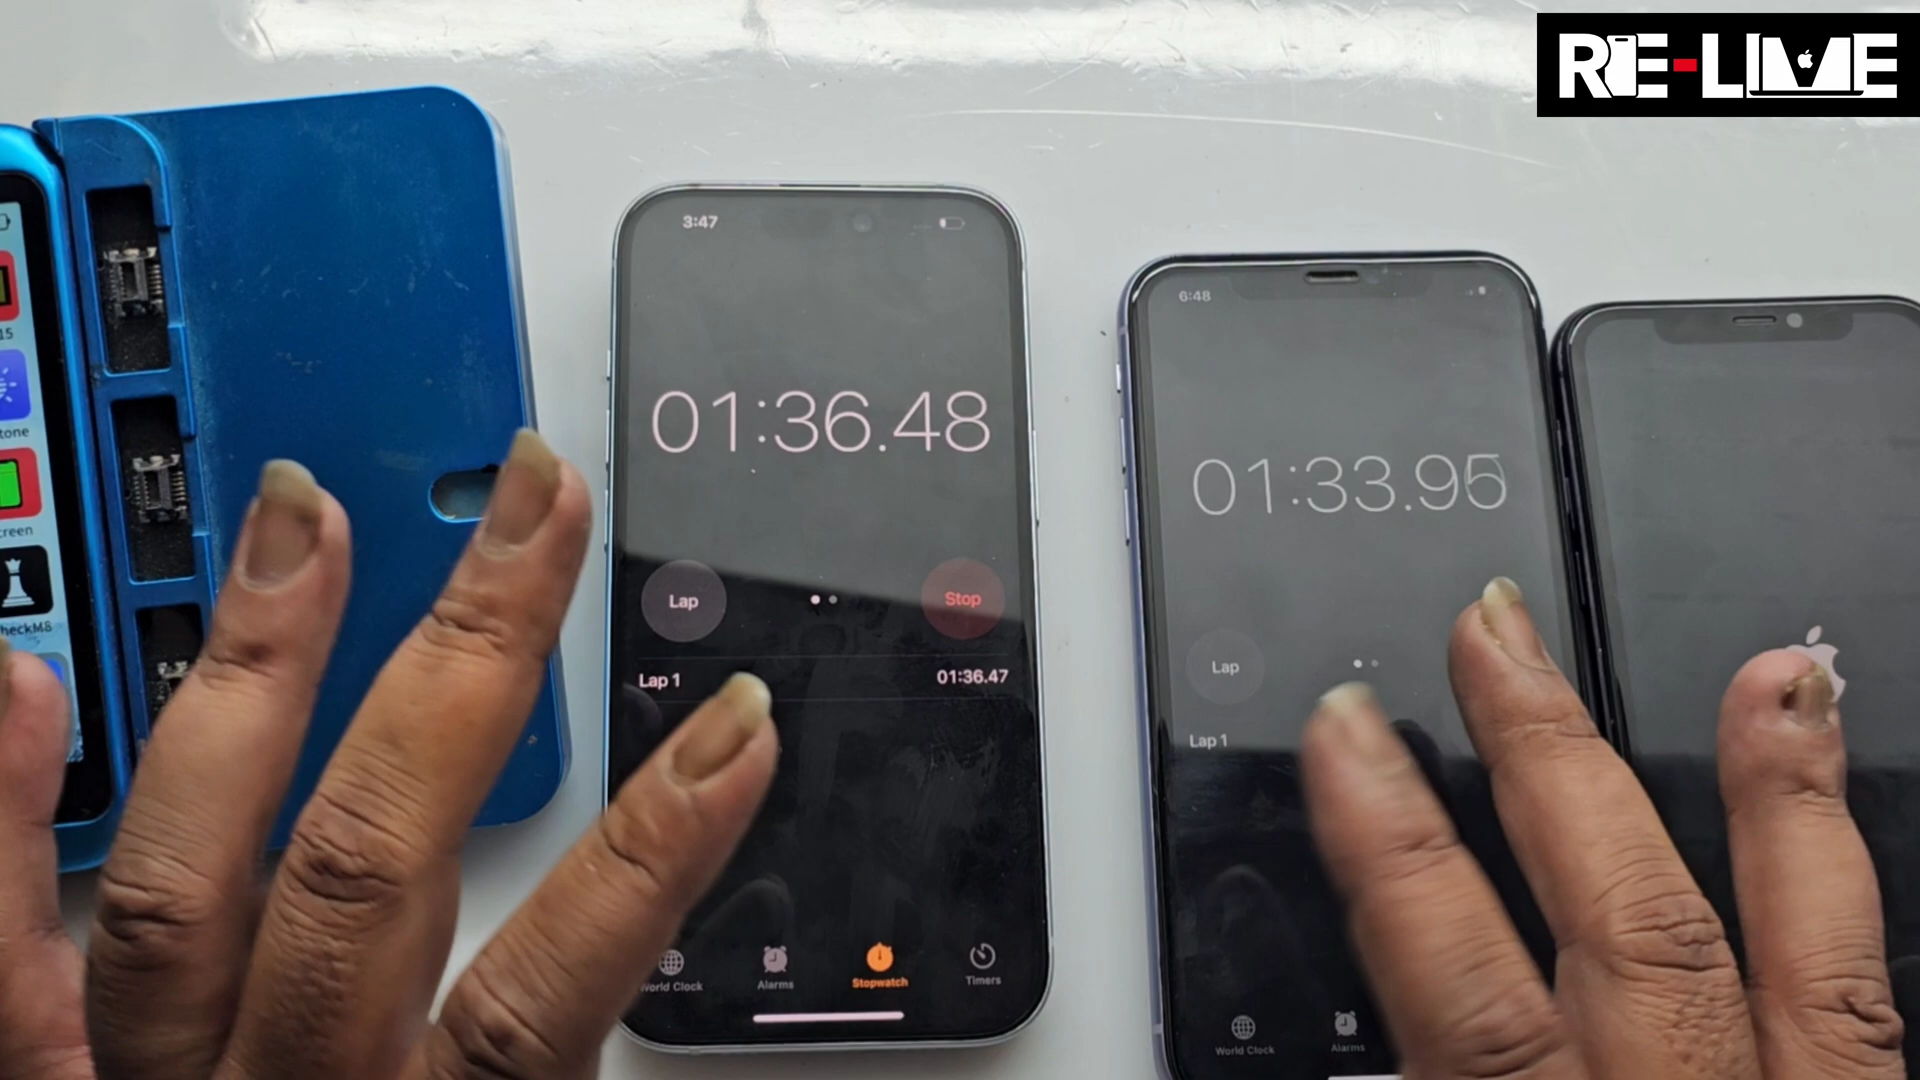 RE-LIVE
15
tone
creen
heckM8
3:47
01:36.48
Lap
Stop
Lap 1
01:36.47
World Clock
Alarms
Stopwatch
Timers
6:48
01:33.95
Lap
Lap 1
World Clock
Alarms